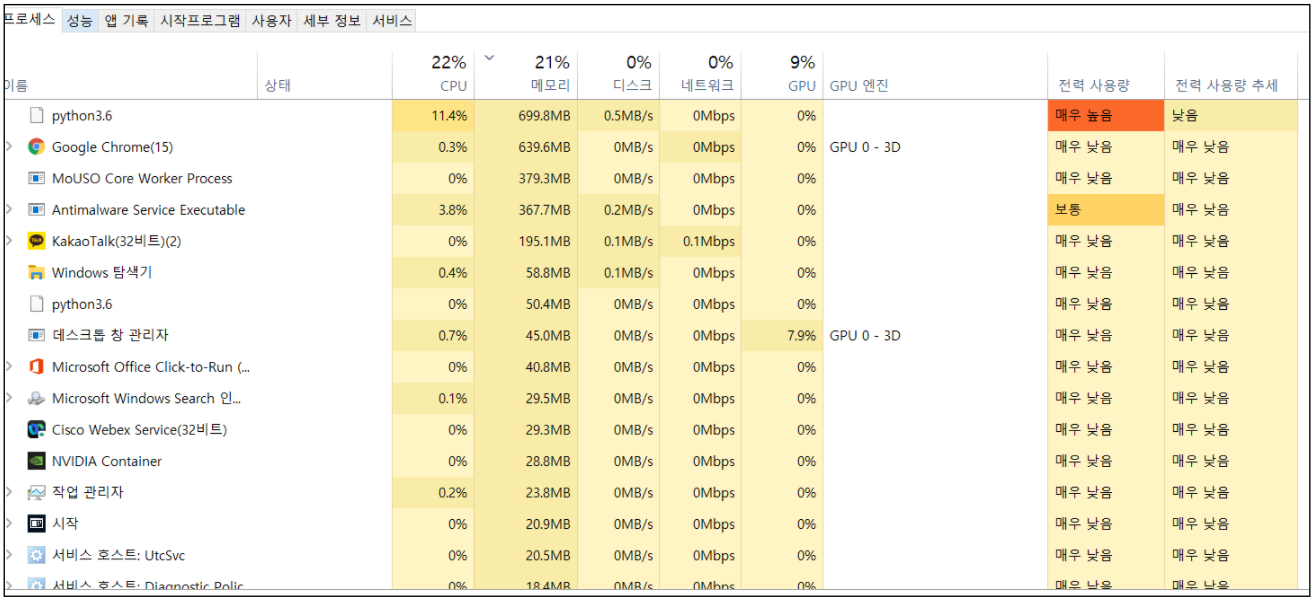 프로세스 성능 앱 기록 시작프로그램 사용자 세부 정보 서비스
22% 21% 0% 0% 9%
이름 상태 CPU 메모리 디스크 네트워크 GPU GPU 엔진 전력 사용량 전력 사용량 추세
python3.6 11.4% 699.8MB 0.5MB/s 0Mbps 0% 매우 높음 낮음
Google Chrome(15) 0.3% 639.6MB 0MB/s 0Mbps 0% GPU 0 - 3D 매우 낮음 매우 낮음
MoUSO Core Worker Process 0% 379.3MB 0MB/s 0Mbps 0% 매우 낮음 매우 낮음
Antimalware Service Executable 3.8% 367.7MB 0.2MB/s 0Mbps 0% 보통 매우 낮음
KakaoTalk(32비트)(2) 0% 195.1MB 0.1MB/s 0.1Mbps 0% 매우 낮음 매우 낮음
Windows 탐색기 0.4% 58.8MB 0.1MB/s 0Mbps 0% 매우 낮음 매우 낮음
python3.6 0% 50.4MB 0MB/s 0Mbps 0% 매우 낮음 매우 낮음
데스크톱 창 관리자 0.7% 45.0MB 0MB/s 0Mbps 7.9% GPU 0 - 3D 매우 낮음 매우 낮음
Microsoft Office Click-to-Run (... 0% 40.8MB 0MB/s 0Mbps 0% 매우 낮음 매우 낮음
Microsoft Windows Search 인... 0.1% 29.5MB 0MB/s 0Mbps 0% 매우 낮음 매우 낮음
Cisco Webex Service(32비트) 0% 29.3MB 0MB/s 0Mbps 0% 매우 낮음 매우 낮음
NVIDIA Container 0% 28.8MB 0MB/s 0Mbps 0% 매우 낮음 매우 낮음
작업 관리자 0.2% 23.8MB 0MB/s 0Mbps 0% 매우 낮음 매우 낮음
시작 0% 20.9MB 0MB/s 0Mbps 0% 매우 낮음 매우 낮음
서비스 호스트: UtcSvc 0% 20.5MB 0MB/s 0Mbps 0% 매우 낮음 매우 낮음
서비스 호스트: Diagnostic Polic 0% 18.4MB 0MB/s 0Mbps 0% 매우 낮음 매우 낮음